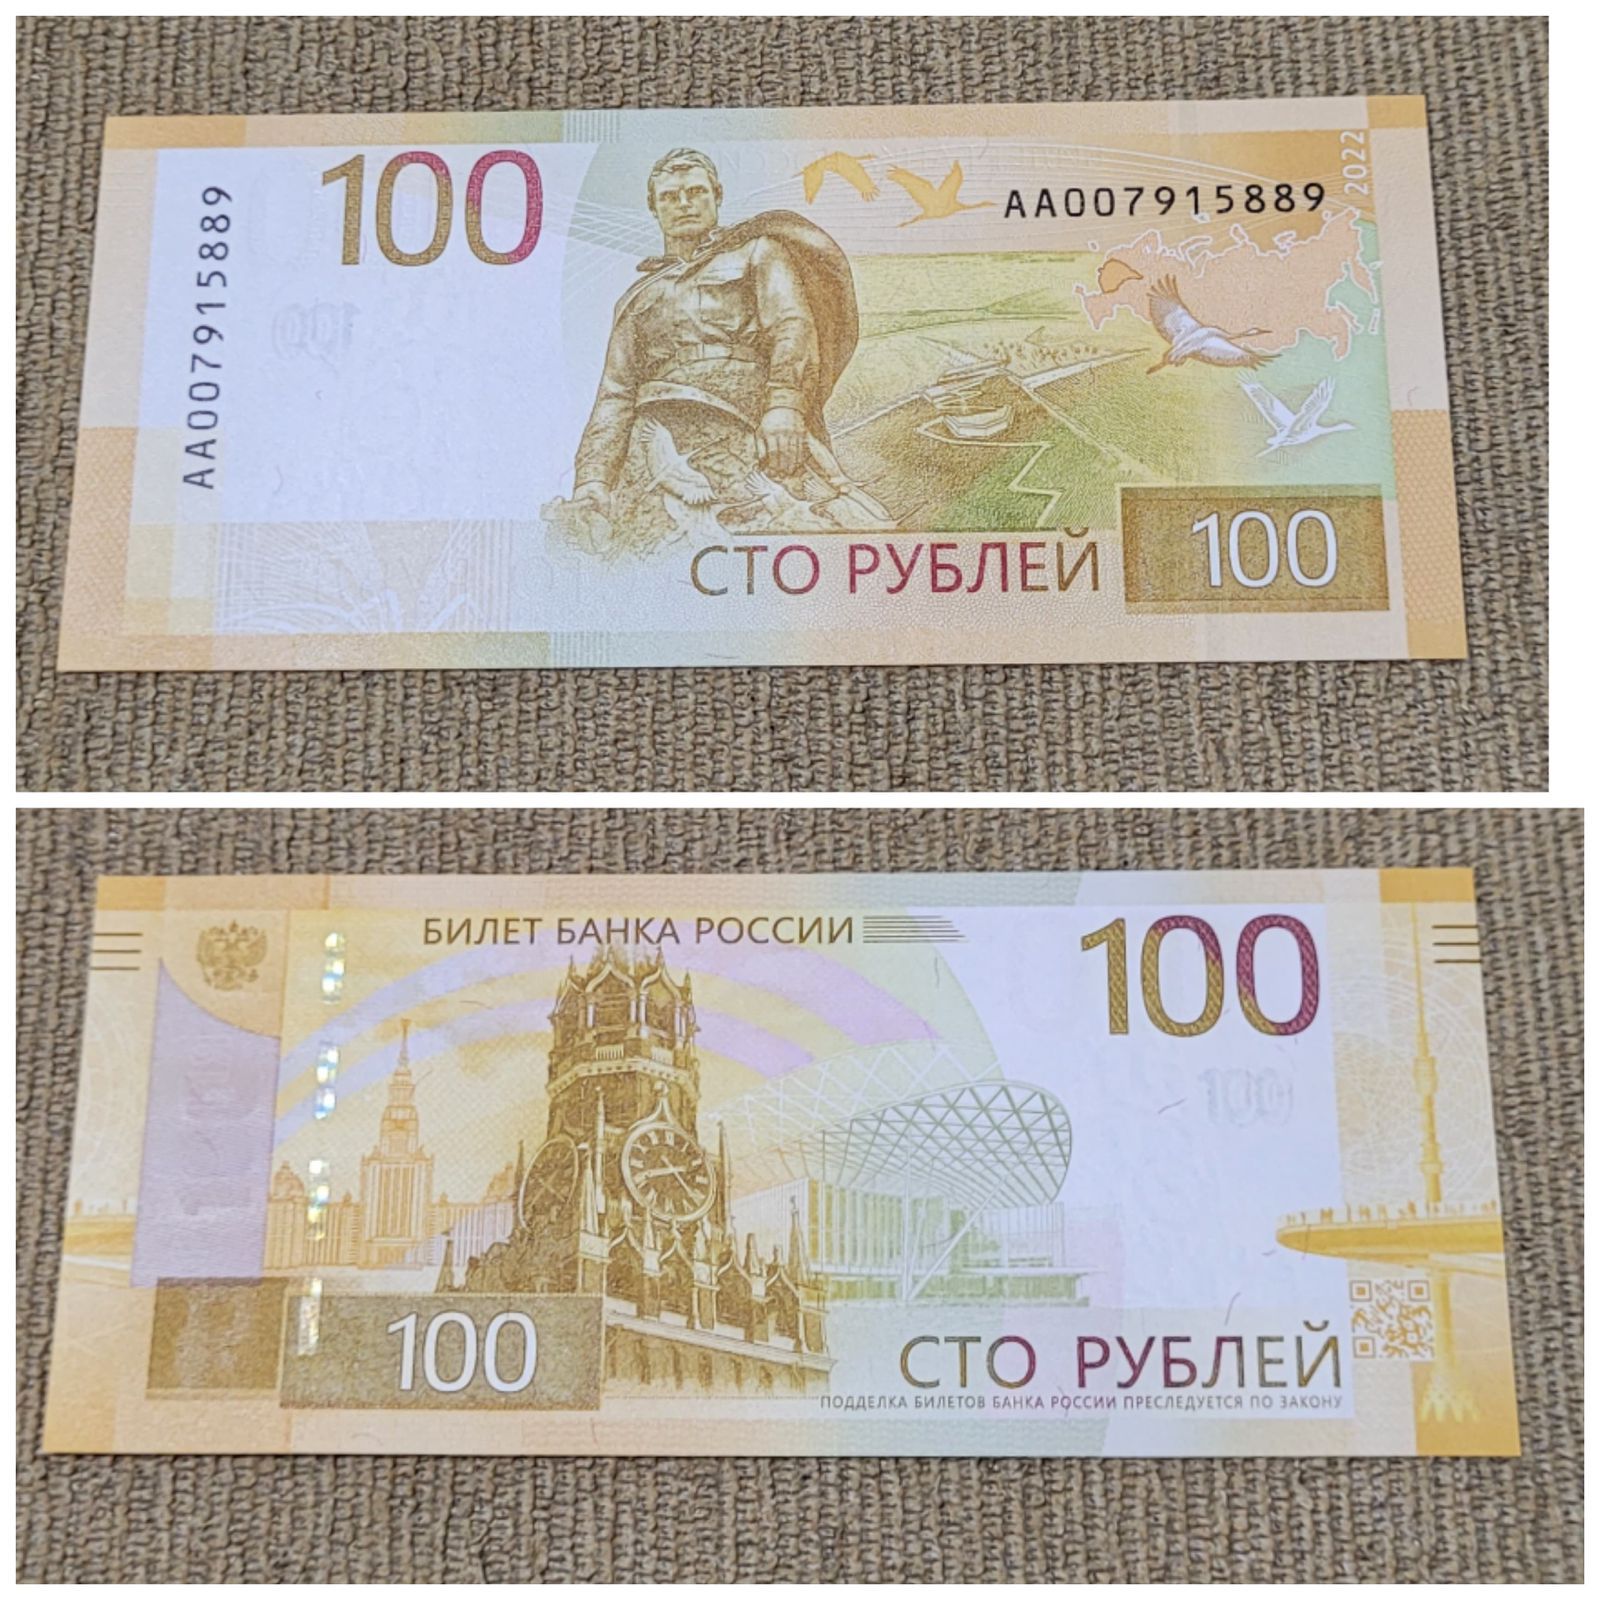 100
AA007915889
AA007915889
2022
СТО РУБЛЕЙ
100
БИЛЕТ БАНКА РОССИИ
100
100
СТО РУБЛЕЙ
ПОДДЕЛКА БИЛЕТОВ БАНКА РОССИИ ПРЕСЛЕДУЕТСЯ ПО ЗАКОНУ